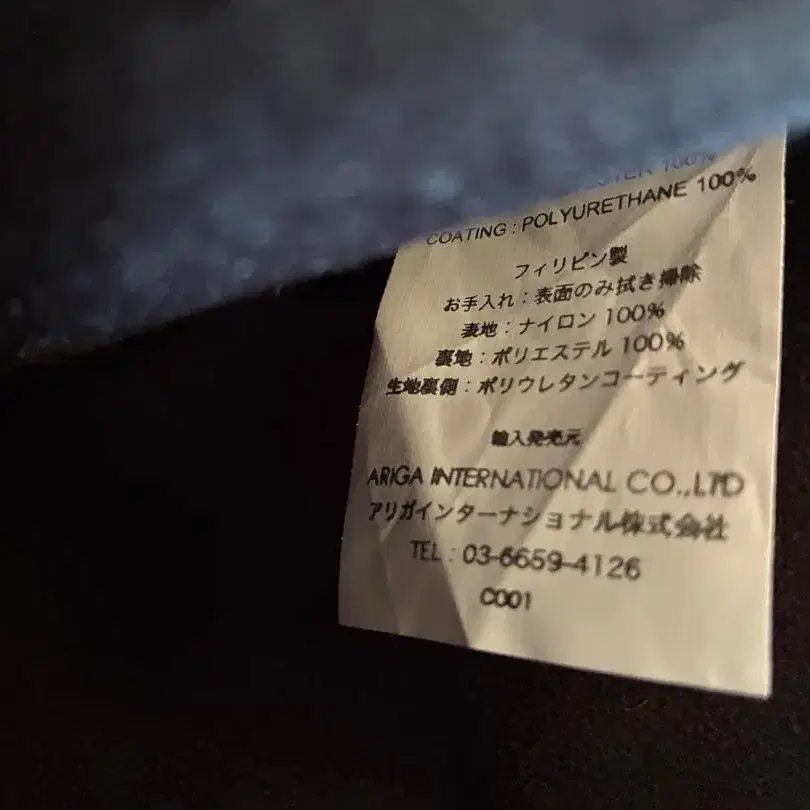 POLYESTER 100%
COATING : POLYURETHANE 100%
フィリピン製
お手入れ : 表面のみ拭き掃除
表地 : ナイロン 100%
裏地 : ポリエステル 100%
生地裏側 : ポリウレタンコーティング
輸入発売元
ARIGA INTERNATIONAL CO.,LTD
アリガインターナショナル株式会社
TEL : 03-6659-4126
C001